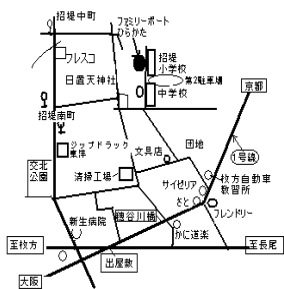 招提中町
ファミリーポート
ひらかた
フレスコ
招提
小学校
日置天神社
第2駐車場
京都
中学校
招提南町
ジップドラッグ
東牧
文具店
団地
1号線
交北
公園
清掃工場
サイゼリア
枚方自動車
教習所
さと
フレンドリー
新生病院
穂谷川橋
至枚方
かに道楽
至長尾
出屋敷
大阪